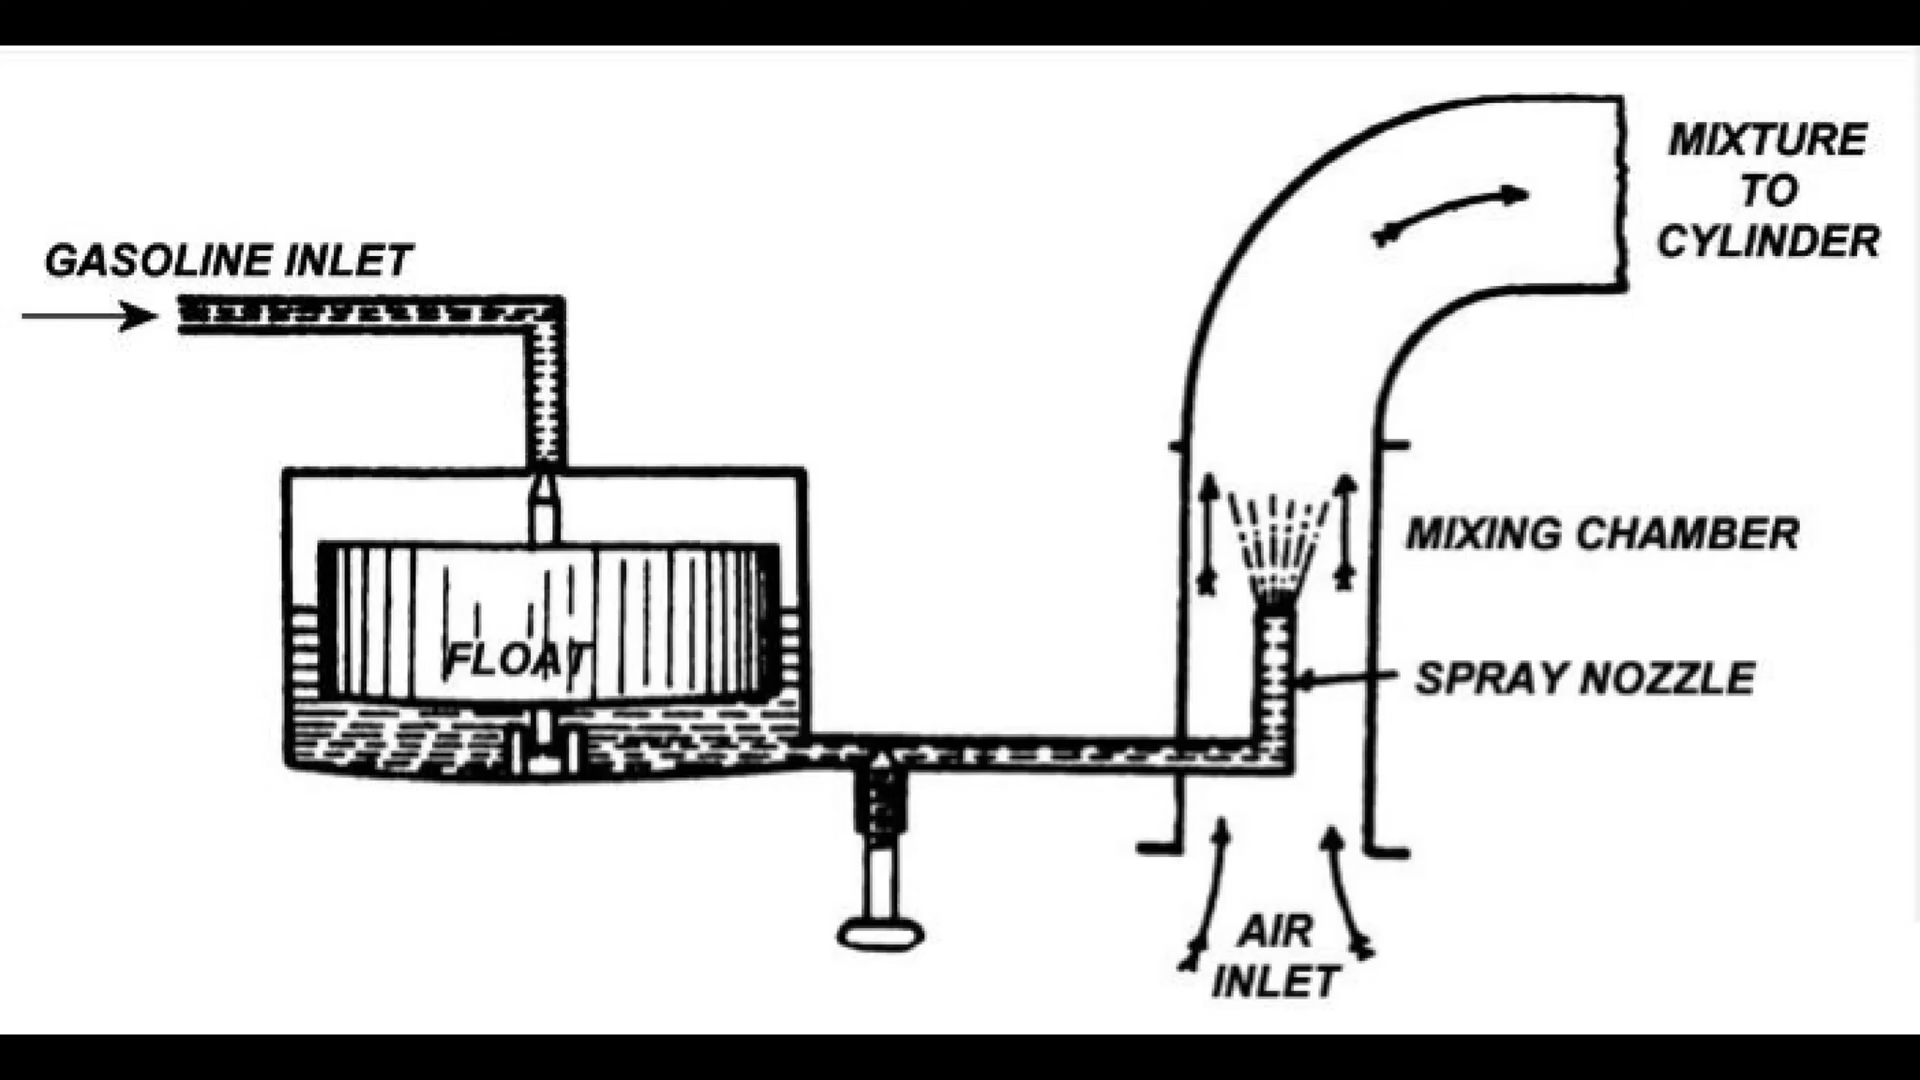 GASOLINE INLET
MIXTURE
TO
CYLINDER
MIXING CHAMBER
FLOAT
SPRAY NOZZLE
AIR
INLET